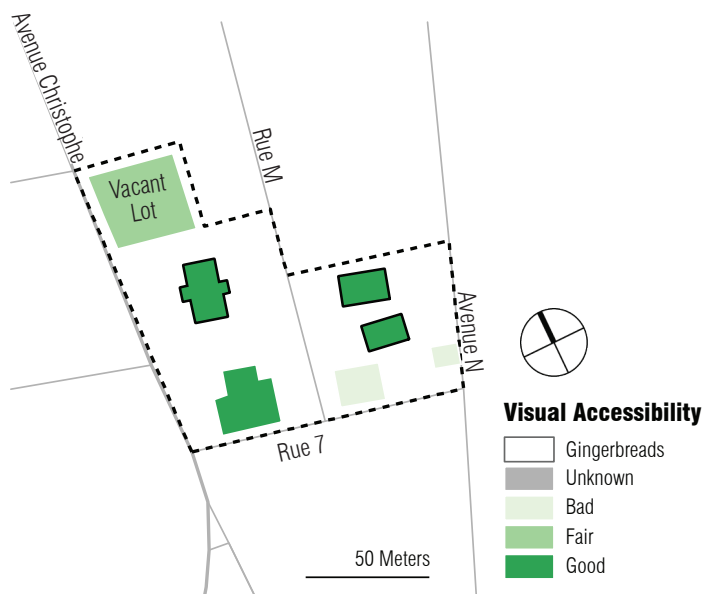 Avenue Christophe
Rue M
Vacant
Lot
Avenue N
Rue 7
50 Meters
Visual Accessibility
Gingerbreads
Unknown
Bad
Fair
Good